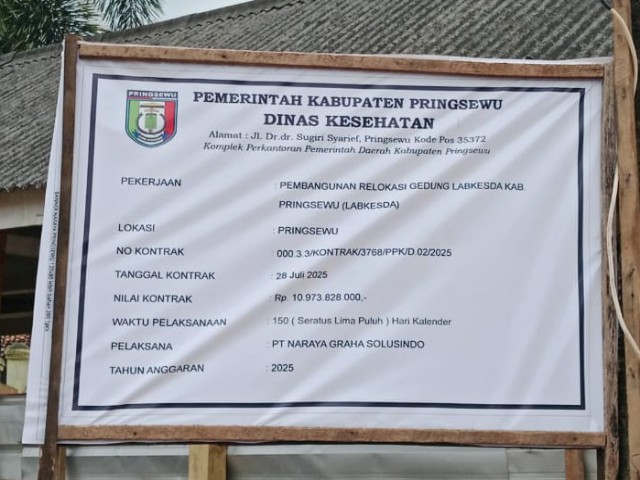 PRINGSEWU
PEMERINTAH KABUPATEN PRINGSEWU
DINAS KESEHATAN
Alamat : Jl. Dr.dr. Sugiri Syarief, Pringsewu Kode Pos 35372
Komplek Perkantoran Pemerintah Daerah Kabupaten Pringsewu
PEKERJAAN : PEMBANGUNAN RELOKASI GEDUNG LABKESDA KAB.
PRINGSEWU (LABKESDA)
LOKASI : PRINGSEWU
NO KONTRAK : 000.3.3/KONTRAK/3768/PPK/D.02/2025
TANGGAL KONTRAK : 28 Juli 2025
NILAI KONTRAK : Rp. 10.973.828.000,-
WAKTU PELAKSANAAN : 150 ( Seratus Lima Puluh ) Hari Kalender
PELAKSANA : PT NARAYA GRAHA SOLUSINDO
TAHUN ANGGARAN : 2025